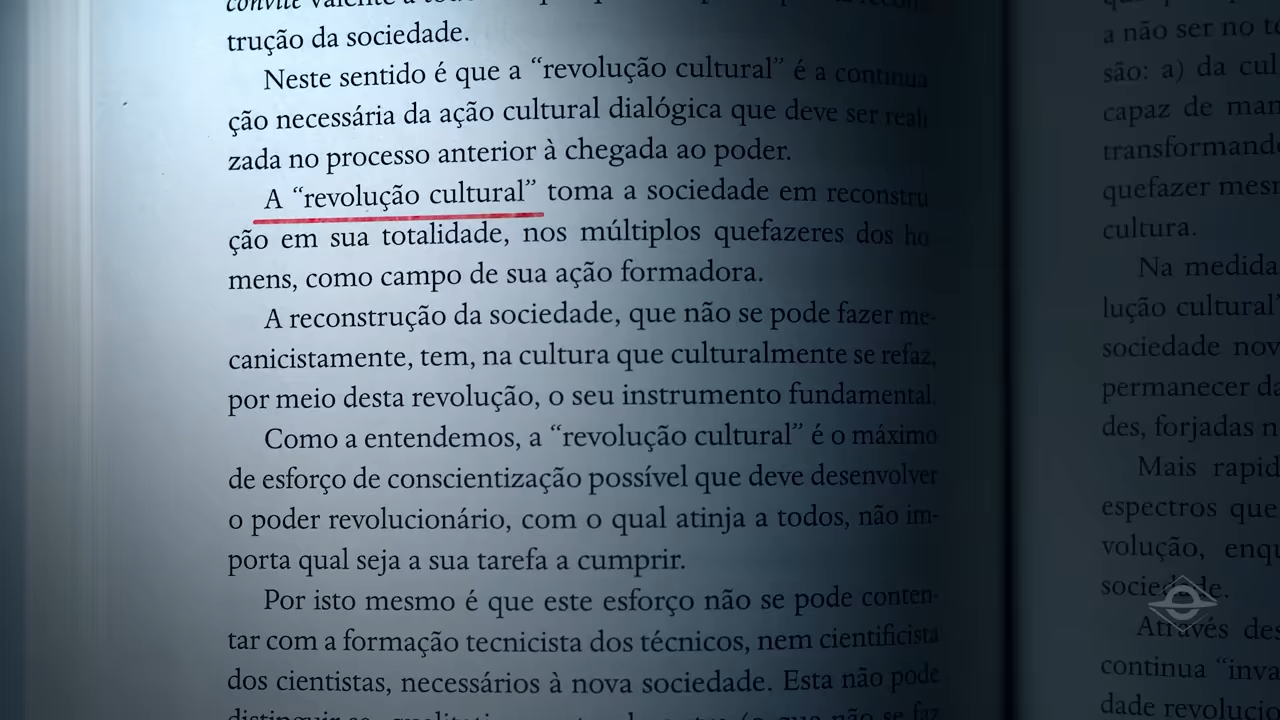 trução da sociedade.
Neste sentido é que a “revolução cultural” é a continua
ção necessária da ação cultural dialógica que deve ser reali
zada no processo anterior à chegada ao poder.
A “revolução cultural” toma a sociedade em reconstru
ção em sua totalidade, nos múltiplos quefazeres dos ho
mens, como campo de sua ação formadora.
A reconstrução da sociedade, que não se pode fazer me-
canicistamente, tem, na cultura que culturalmente se refaz,
por meio desta revolução, o seu instrumento fundamental.
Como a entendemos, a “revolução cultural” é o máximo
de esforço de conscientização possível que deve desenvolver
o poder revolucionário, com o qual atinja a todos, não im-
porta qual seja a sua tarefa a cumprir.
Por isto mesmo é que este esforço não se pode conten-
tar com a formação tecnicista dos técnicos, nem cientificista
dos cientistas, necessários à nova sociedade. Esta não pode
a não ser no
são: a) da cul
capaz de man
transformand
quefazer mesm
cultura.
Na medida
lução cultural”
sociedade nov
permanecer da
des, forjadas n
Mais rapid
espectros que
volução, enqu
sociedade.
Através des
continua “inva
dade revolucio